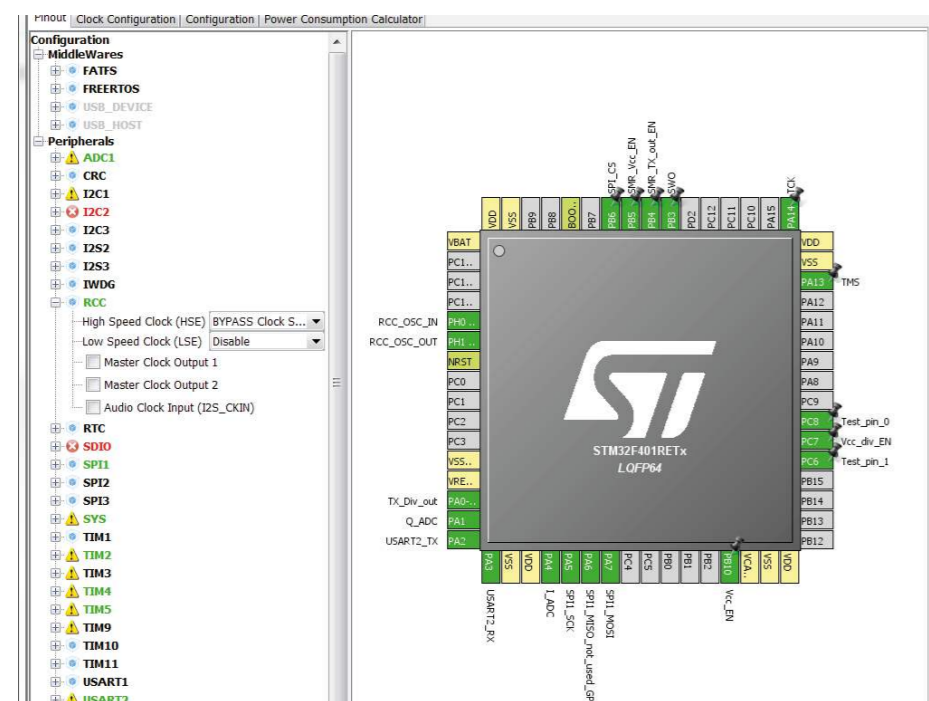 Pinout Clock Configuration Configuration Power Consumption Calculator
Configuration
MiddleWares
FATFS
FREERTOS
USB_DEVICE
USB_HOST
Peripherals
ADC1
CRC
I2C1
I2C2
I2C3
I2S2
I2S3
IWDG
RCC
High Speed Clock (HSE) BYPASS Clock S...
Low Speed Clock (LSE) Disable
Master Clock Output 1
Master Clock Output 2
Audio Clock Input (I2S_CKIN)
RTC
SDIO
SPI1
SPI2
SPI3
SYS
TIM1
TIM2
TIM3
TIM4
TIM5
TIM9
TIM10
TIM11
USART1
USART2
SPI_CS
SMR_Vcc_EN
SMR_TX_out_EN
SWO
TCK
VDD
VSS
PB9
PB8
BOO..
PB7
PB6
PB5
PB4
PB3
PD2
PC12
PC11
PC10
PA15
PA14
VBAT
PC1..
PC1..
PC1..
RCC_OSC_IN PH0 ..
RCC_OSC_OUT PH1 ..
NRST
PC0
PC1
PC2
PC3
VSS..
VRE..
TX_Div_out PA0-..
Q_ADC PA1
USART2_TX PA2
ST
STM32F401RETx
LQFP64
VDD
VSS
PA13 TMS
PA12
PA11
PA10
PA9
PA8
PC9
PC8 Test_pin_0
PC7 Vcc_div_EN
PC6 Test_pin_1
PB15
PB14
PB13
PB12
PA3
VSS
VDD
PA4
PA5
PA6
PA7
PC4
PC5
PB0
PB1
PB2
PB10
VCA..
VSS
VDD
USART2_RX
I_ADC
SPI1_SCK
SPI1_MISO_not_used_GP
SPI1_MOSI
Vcc_EN